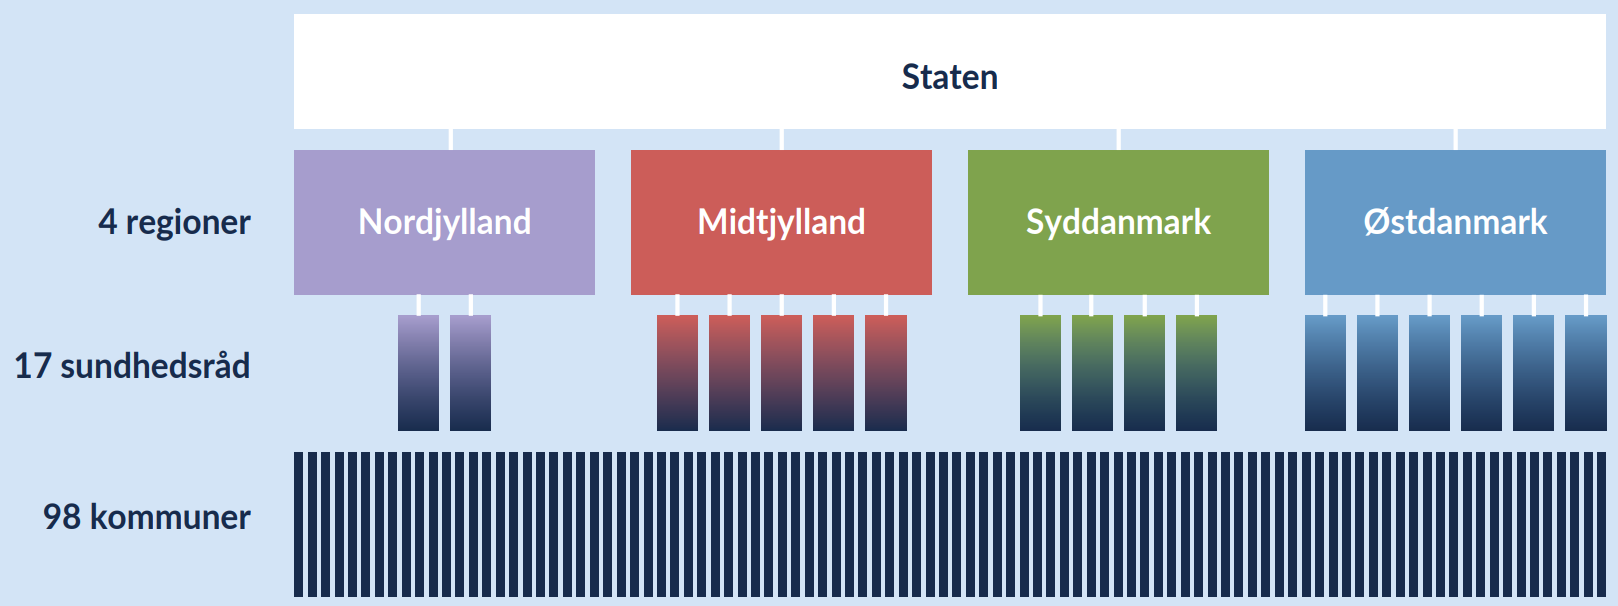 Staten
4 regioner
Nordjylland
Midtjylland
Syddanmark
Østdanmark
17 sundhedsråd
98 kommuner